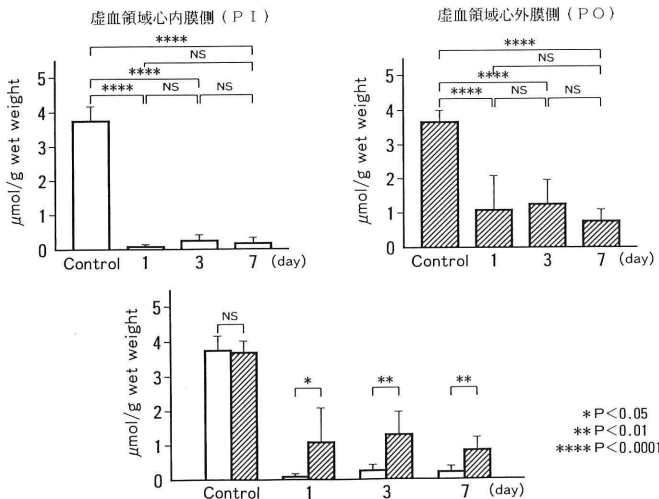 虚血領域心内膜側(PI)
****
NS
****
****
NS
NS
μmol/g wet weight
5
4
3
2
1
0
Control
1
3
7
(day)
虚血領域心外膜側(PO)
****
NS
****
****
NS
NS
μmol/g wet weight
5
4
3
2
1
0
Control
1
3
7
(day)
μmol/g wet weight
5
4
3
2
1
0
NS
*
**
**
Control
1
3
7
(day)
*P<0.05
**P<0.01
****P<0.0001